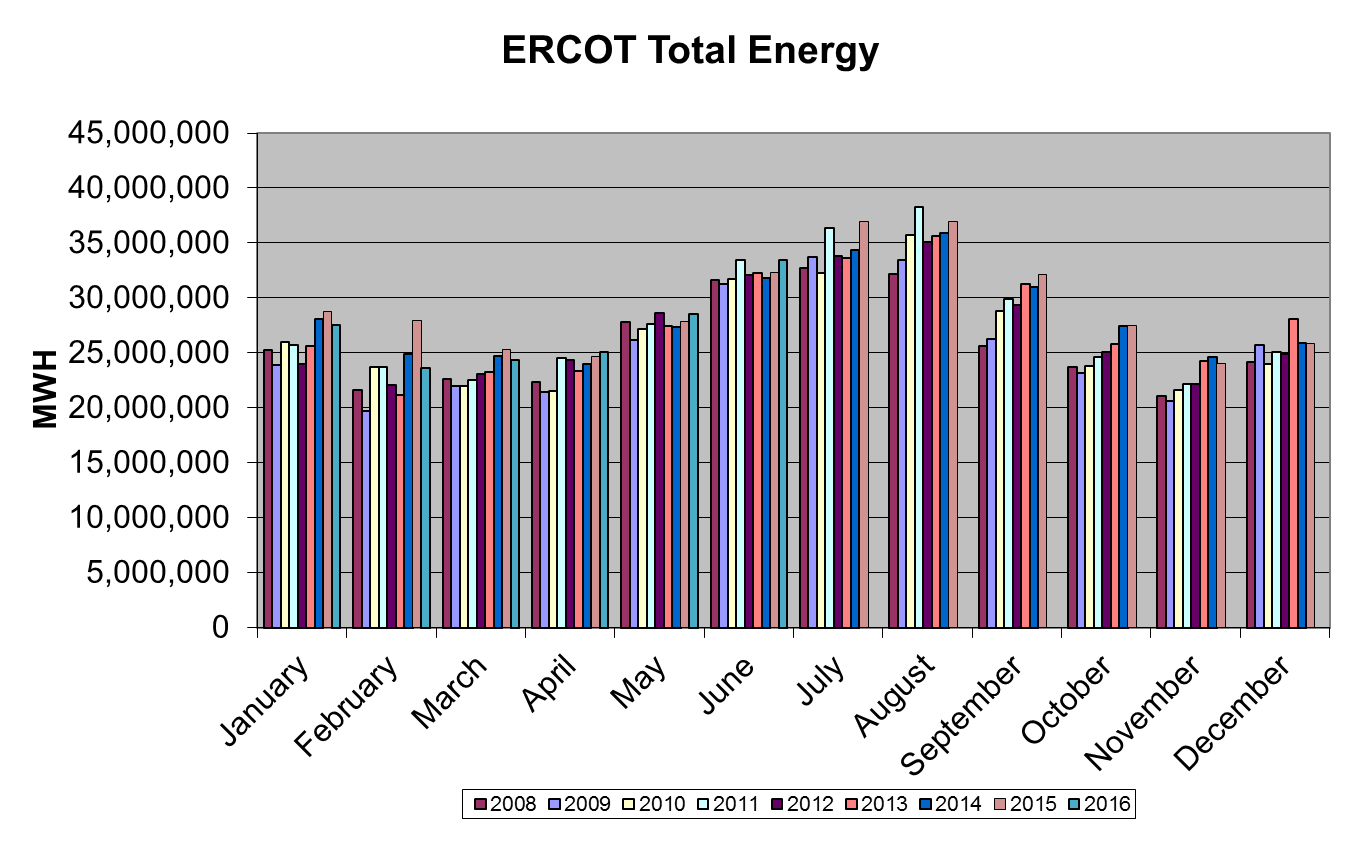 ERCOT Total Energy
45,000,000
40,000,000
35,000,000
30,000,000
25,000,000
20,000,000
15,000,000
10,000,000
5,000,000
0
MWH
January
February
March
April
May
June
July
August
September
October
November
December
2008 2009 2010 2011 2012 2013 2014 2015 2016